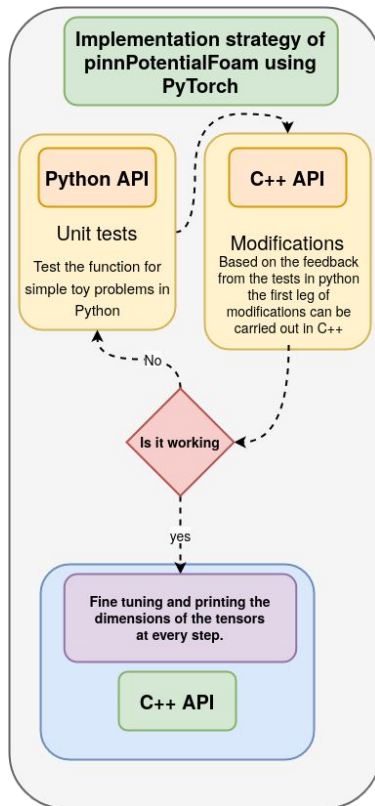 Implementation strategy of
pinnPotentialFoam using
PyTorch
Python API
Unit tests
Test the function for
simple toy problems in
Python
C++ API
Modifications
Based on the feedback
from the tests in python
the first leg of
modifications can be
carried out in C++
No
Is it working
yes
Fine tuning and printing the
dimensions of the tensors
at every step.
C++ API